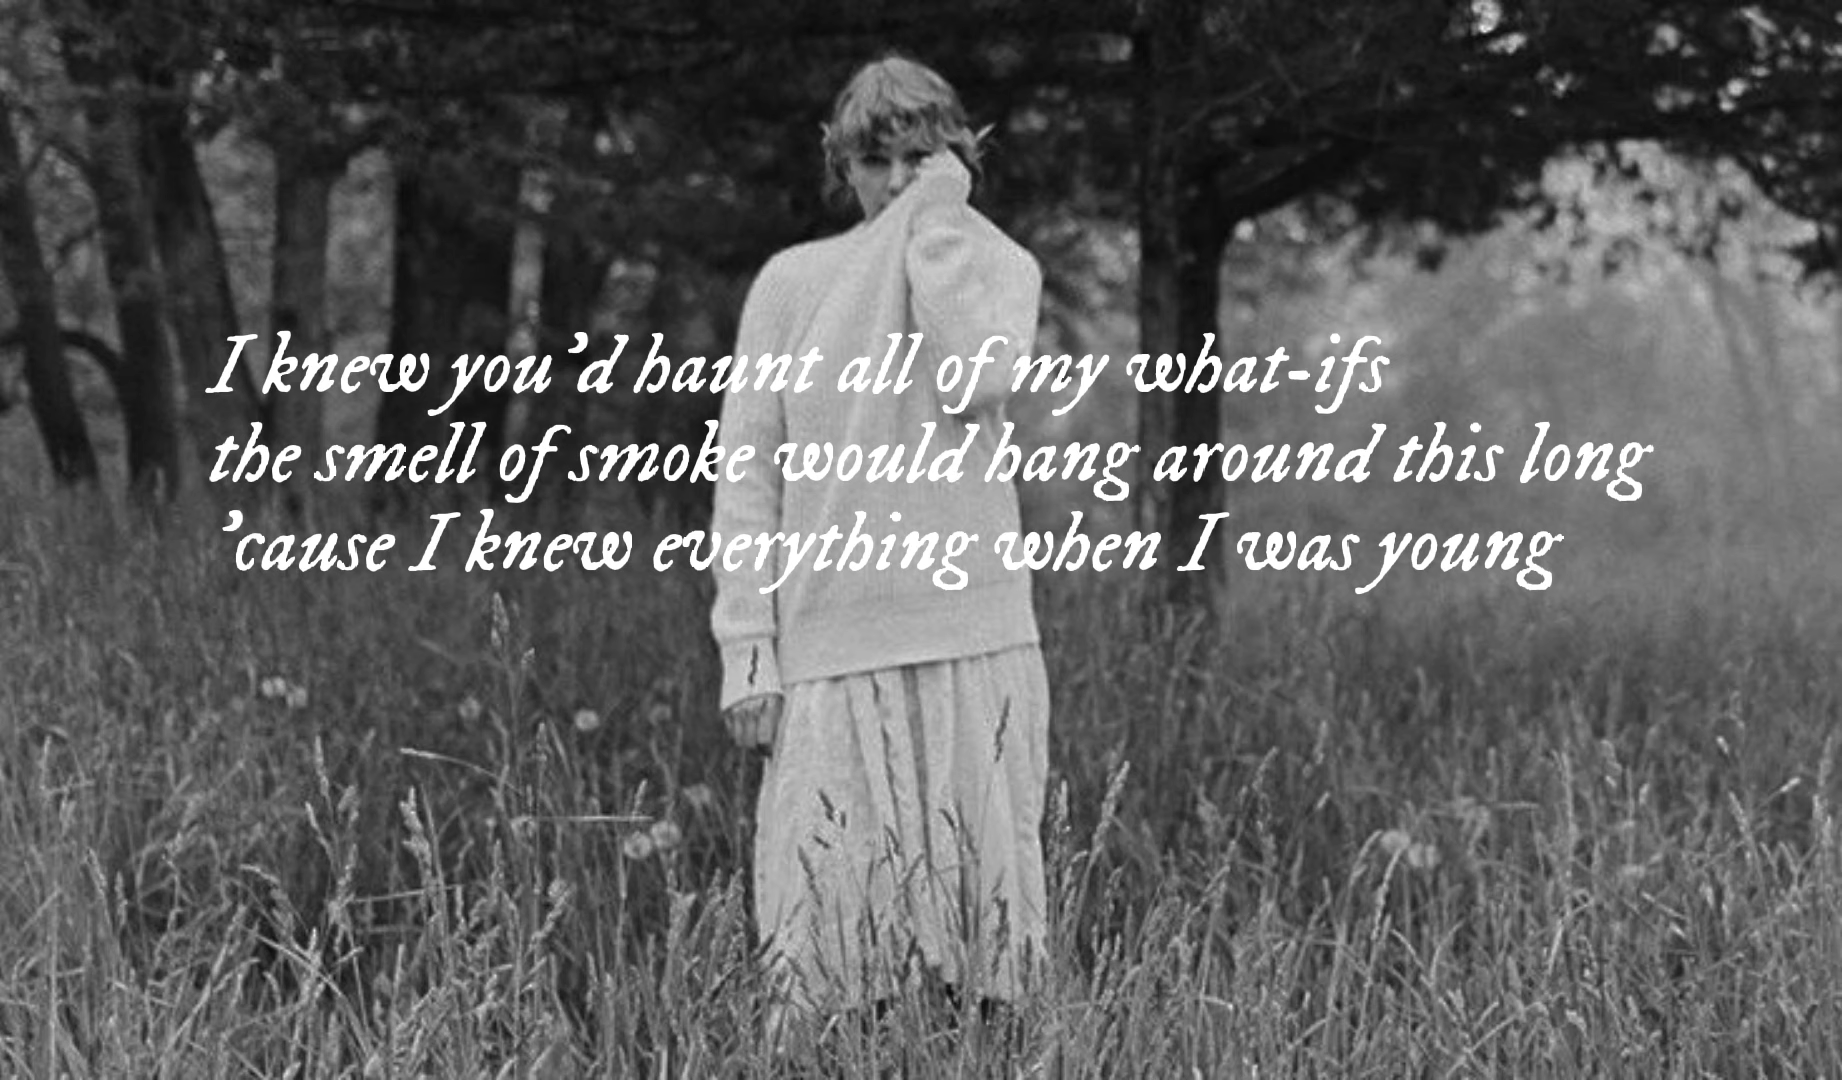 I knew you'd haunt all of my what-ifs
the smell of smoke would hang around this long
'cause I knew everything when I was young